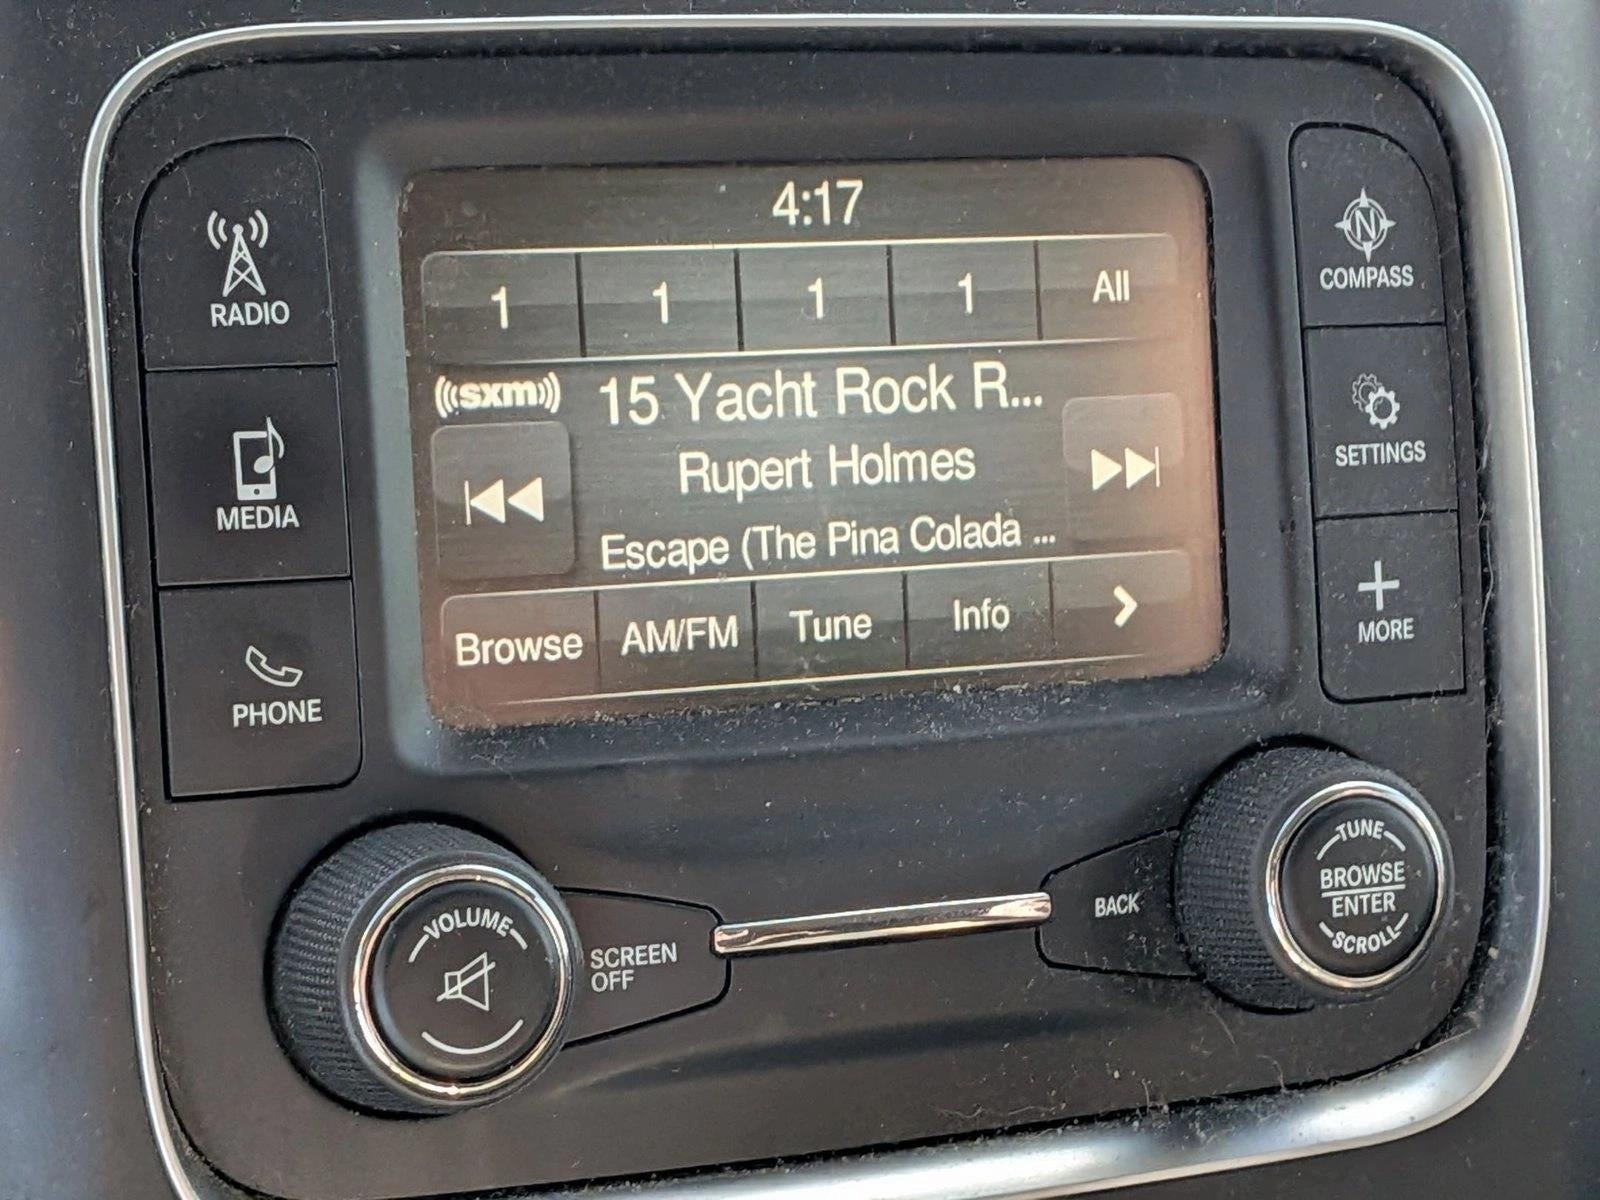 4:17
1 1 1 1 All
((sxm)) 15 Yacht Rock R...
Rupert Holmes
Escape (The Pina Colada ...
Browse AM/FM Tune Info
RADIO
MEDIA
PHONE
N
COMPASS
SETTINGS
MORE
VOLUME
SCREEN
OFF
BACK
TUNE
BROWSE
ENTER
SCROLL